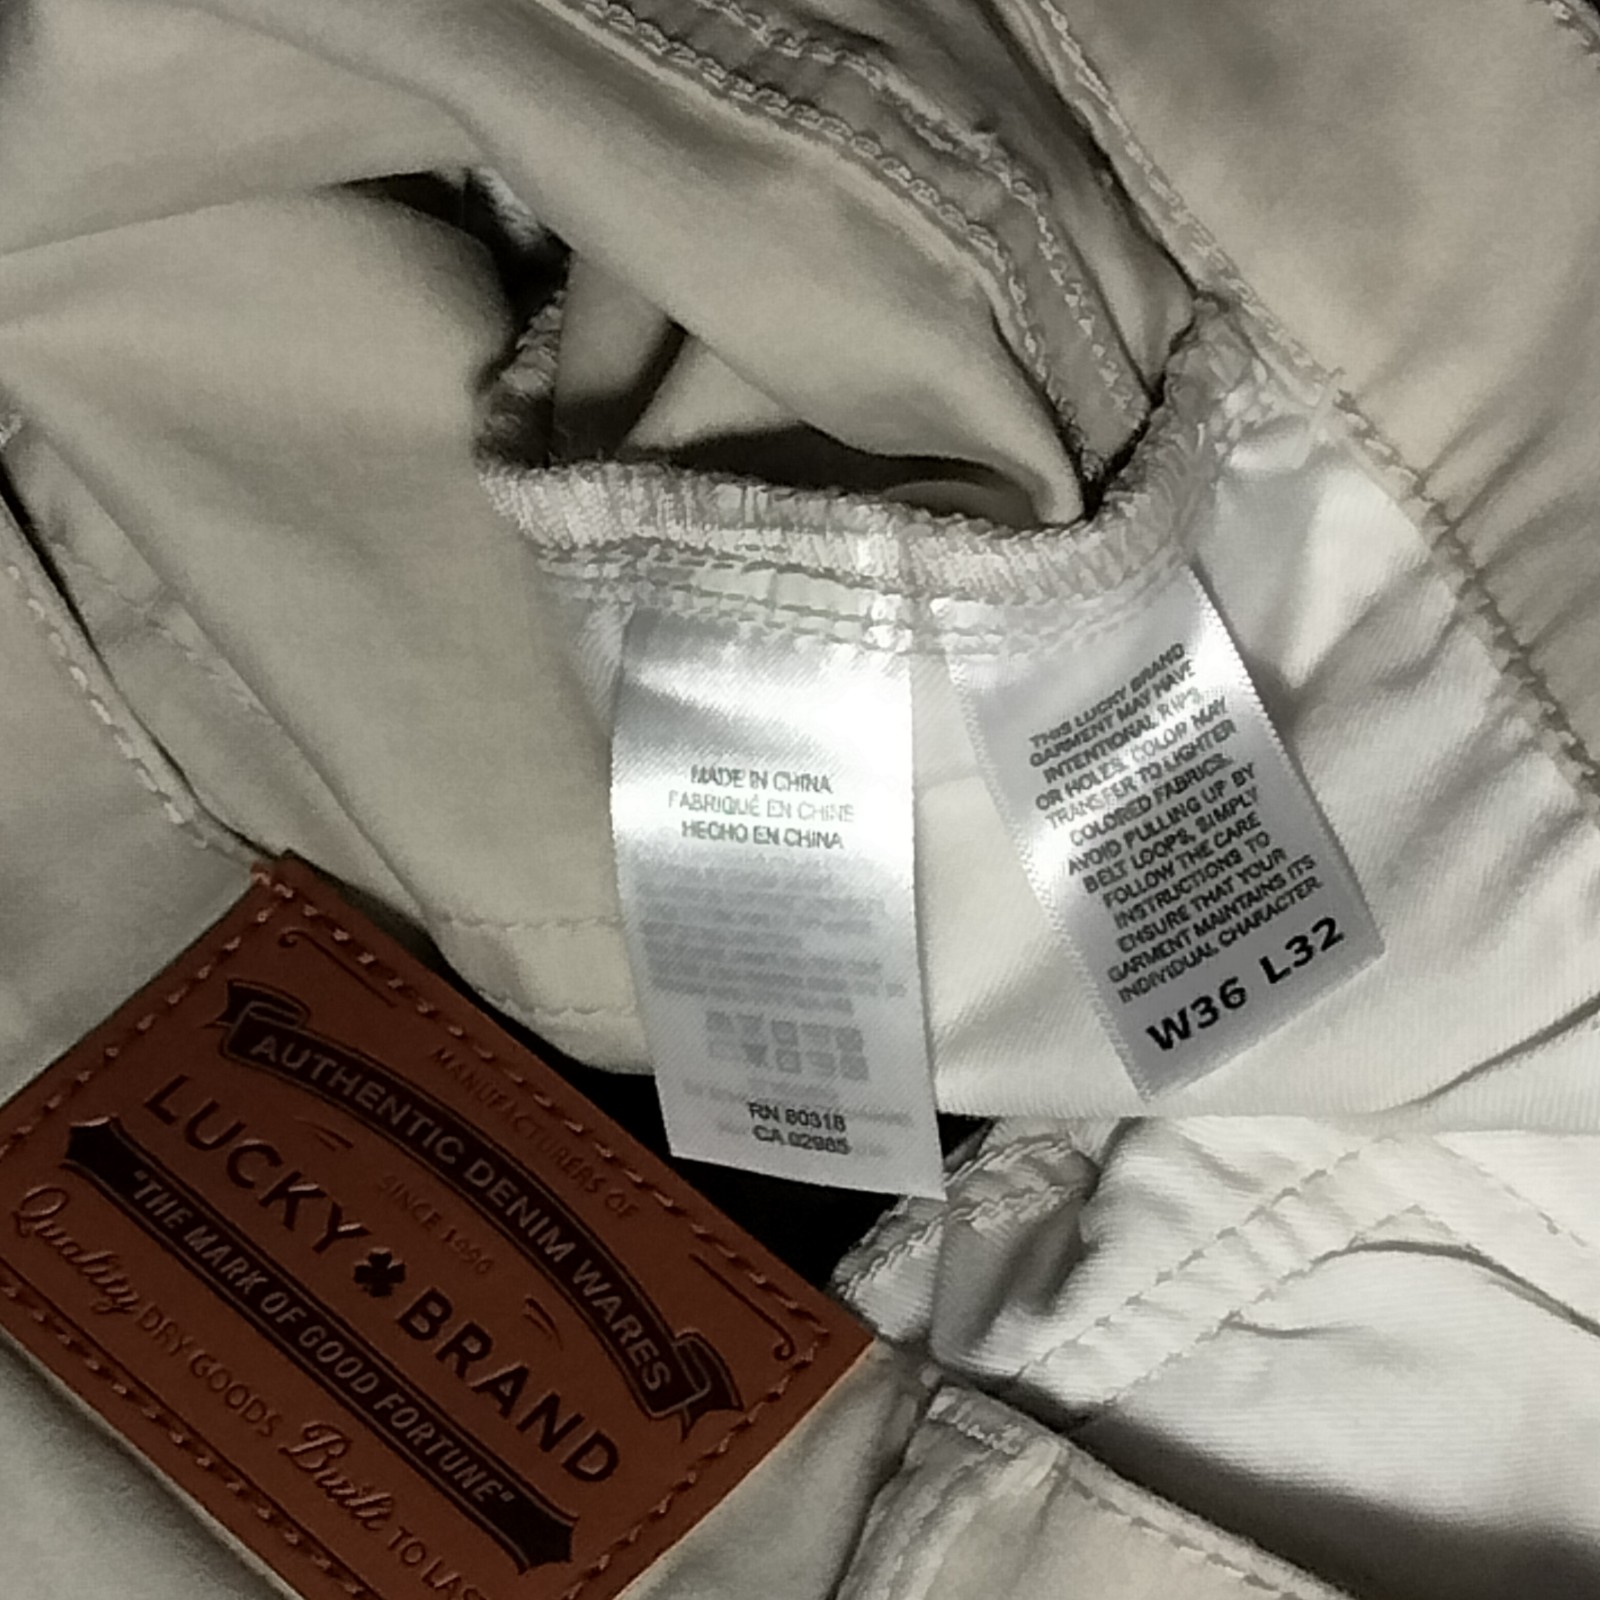 MADE IN CHINA
FABRIQUÉ EN CHINE
HECHO EN CHINA
RN 80318
CA 02985
THIS LUCKY BRAND
GARMENT MAY HAVE
INTENTIONAL RIPS
OR HOLES. COLOR MAY
TRANSFER TO LIGHTER
COLORED FABRICS.
AVOID PULLING UP BY
BELT LOOPS, SIMPLY
FOLLOW THE CARE
INSTRUCTIONS TO
ENSURE THAT YOUR
GARMENT MAINTAINS ITS
INDIVIDUAL CHARACTER.
W36 L32
MANUFACTURERS OF
AUTHENTIC DENIM WARES
SINCE 1990
LUCKY BRAND
"THE MARK OF GOOD FORTUNE"
Quality DRY GOODS Built TO LAST